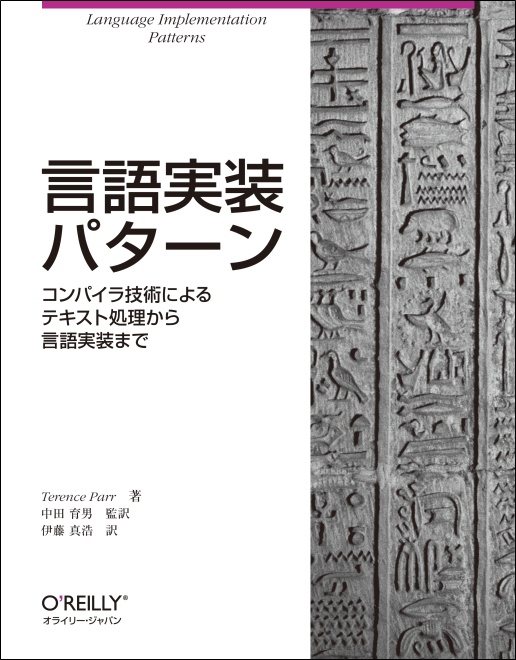 Language Implementation
Patterns
言語実装
パターン
コンパイラ技術による
テキスト処理から
言語実装まで
Terence Parr 著
中田 育男 監訳
伊藤 真浩 訳
O'REILLY®
オライリー・ジャパン